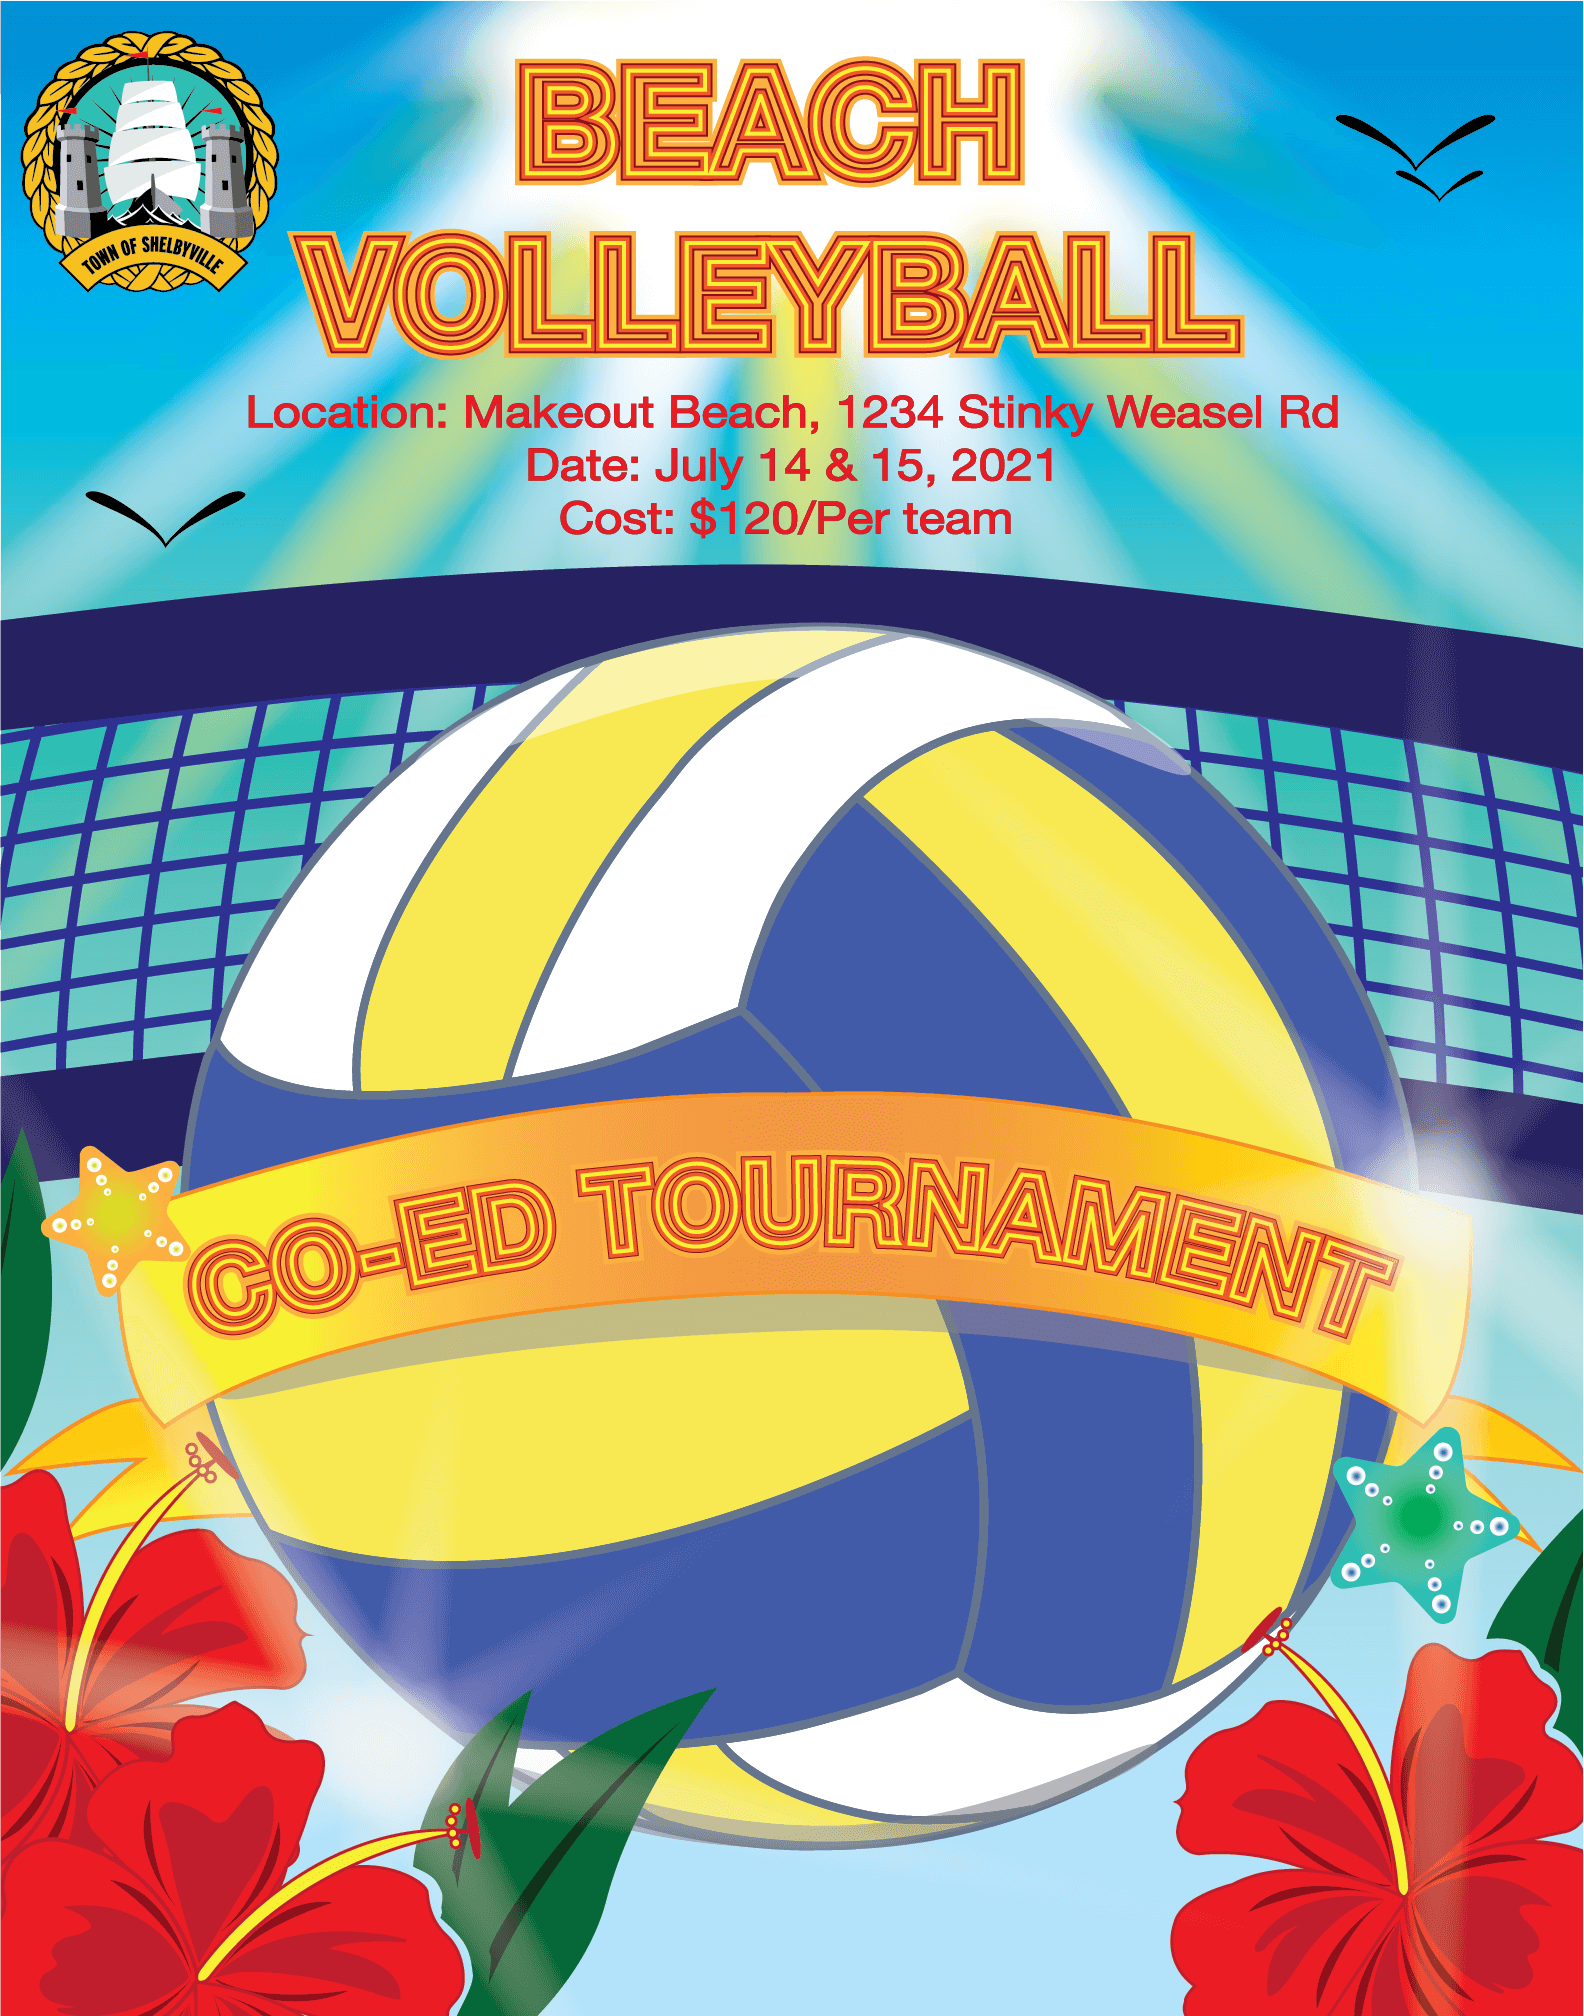 TOWN OF SHELBYVILLE
BEACH
VOLLEYBALL
Location: Makeout Beach, 1234 Stinky Weasel Rd
Date: July 14 & 15, 2021
Cost: $120/Per team
CO-ED TOURNAMENT